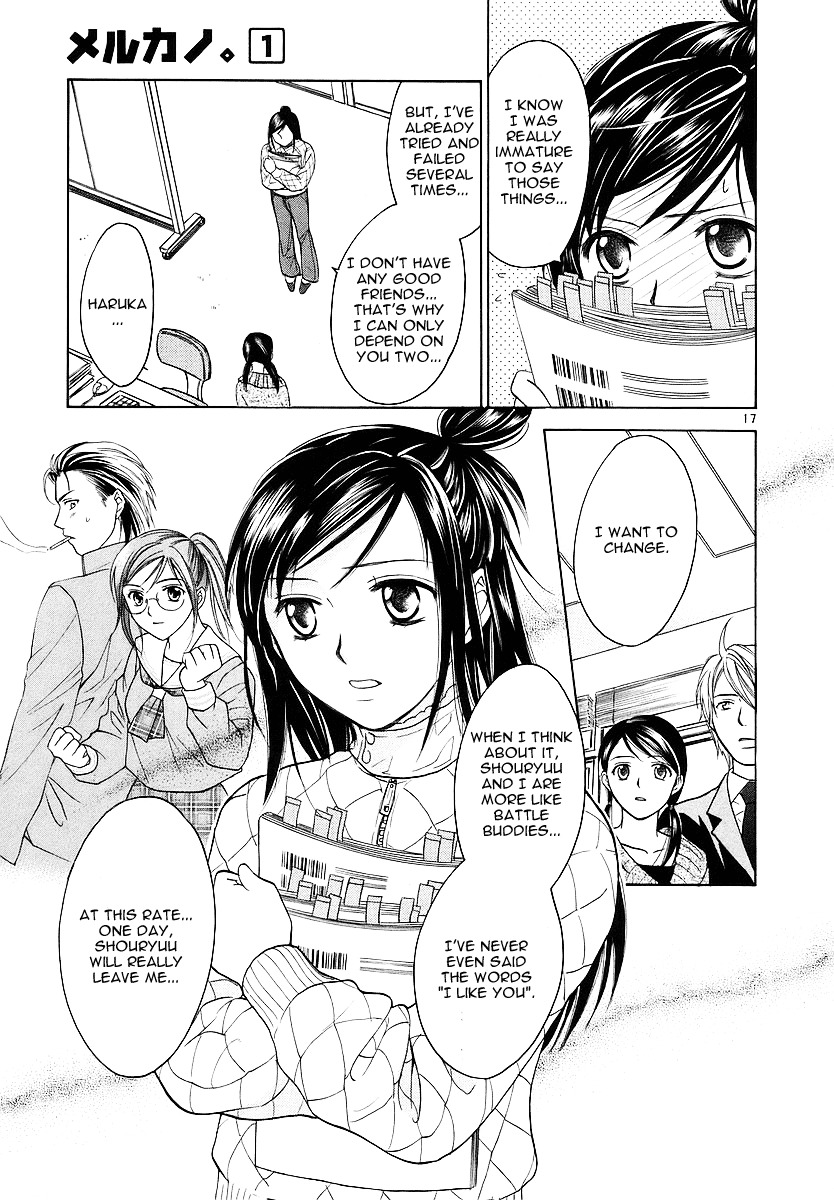 メルカノ。1
I KNOW
I WAS
REALLY
IMMATURE
TO SAY
THOSE
THINGS...
BUT, I'VE
ALREADY
TRIED AND
FAILED
SEVERAL
TIMES...
I DON'T HAVE
ANY GOOD
FRIENDS...
THAT'S WHY
I CAN ONLY
DEPEND ON
YOU TWO...
HARUKA
...
17
I WANT TO
CHANGE.
WHEN I THINK
ABOUT IT,
SHOURYUU
AND I ARE
MORE LIKE
BATTLE
BUDDIES...
I'VE NEVER
EVEN SAID
THE WORDS
"I LIKE YOU".
AT THIS RATE...
ONE DAY,
SHOURYUU
WILL REALLY
LEAVE ME...